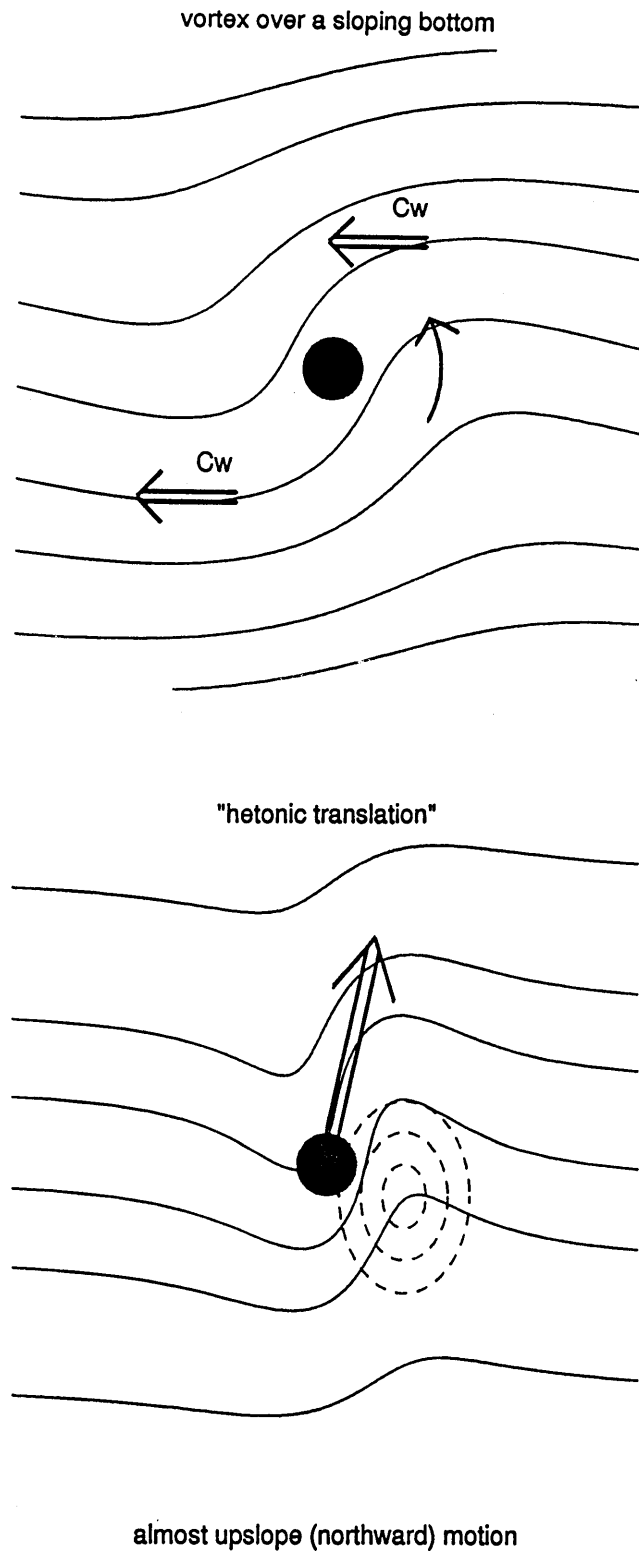 vortex over a sloping bottom
Cw
Cw
"hetonic translation"
almost upslope (northward) motion